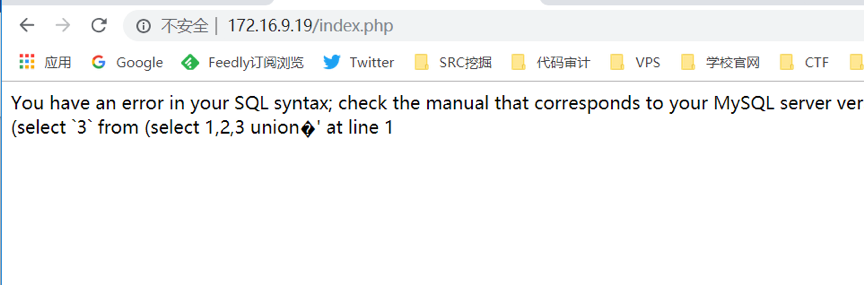 不安全 | 172.16.9.19/index.php
应用 Google Feedly订阅浏览 Twitter SRC挖掘 代码审计 VPS 学校官网 CTF
You have an error in your SQL syntax; check the manual that corresponds to your MySQL server ver
(select `3` from (select 1,2,3 union�' at line 1